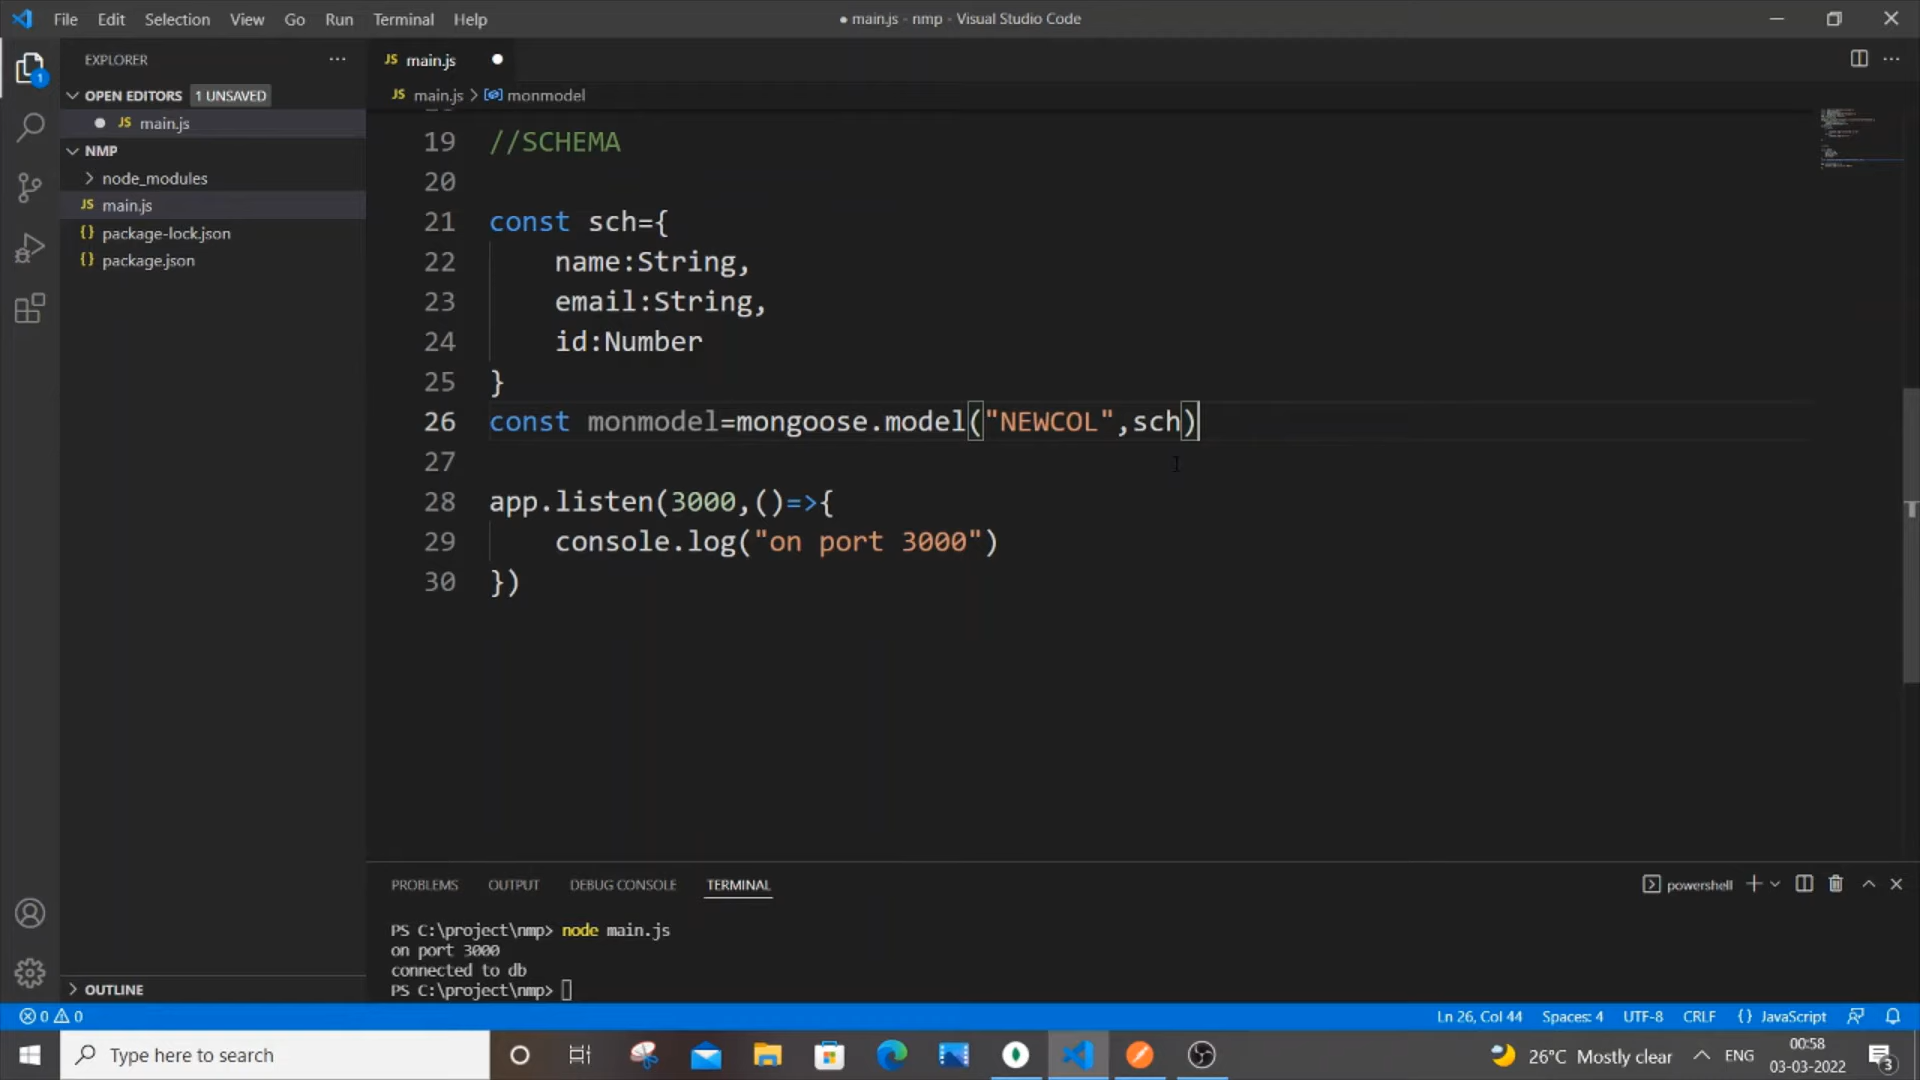 File Edit Selection View Go Run Terminal Help
● main.js - nmp - Visual Studio Code
EXPLORER
OPEN EDITORS 1 UNSAVED
JS main.js
NMP
node_modules
JS main.js
{} package-lock.json
{} package.json
OUTLINE
1
JS main.js
JS main.js > monmodel
19 //SCHEMA
20
21 const sch={
22 name:String,
23 email:String,
24 id:Number
25 }
26 const monmodel=mongoose.model("NEWCOL",sch)
27
28 app.listen(3000,()=>{
29 console.log("on port 3000")
30 })
PROBLEMS OUTPUT DEBUG CONSOLE TERMINAL
powershell
PS C:\project\nmp> node main.js
on port 3000
connected to db
PS C:\project\nmp>
0 0
Ln 26, Col 44 Spaces: 4 UTF-8 CRLF {} JavaScript
Type here to search
26°C Mostly clear
ENG
00:58
03-03-2022
3